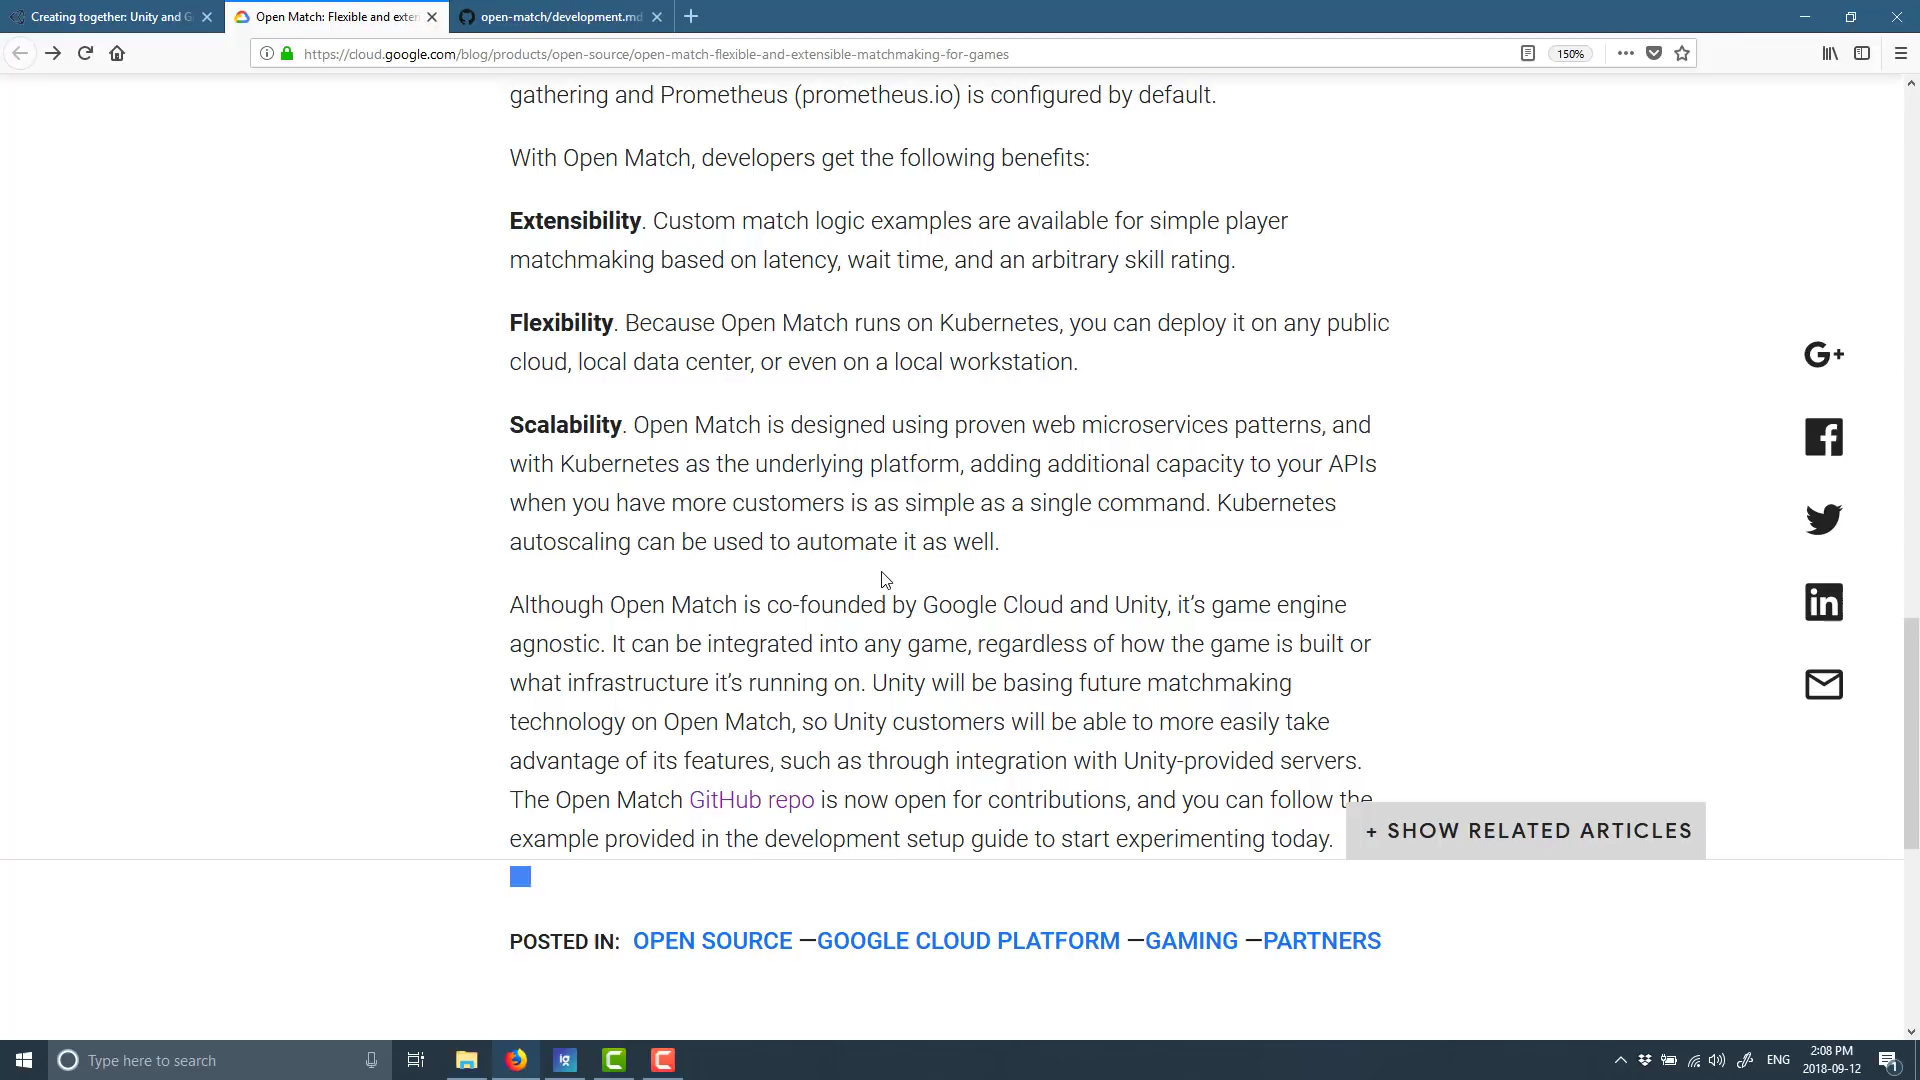 Creating together: Unity and G
Open Match: Flexible and exten
open-match/development.md
https://cloud.google.com/blog/products/open-source/open-match-flexible-and-extensible-matchmaking-for-games
150%
gathering and Prometheus (prometheus.io) is configured by default.
With Open Match, developers get the following benefits:
Extensibility. Custom match logic examples are available for simple player
matchmaking based on latency, wait time, and an arbitrary skill rating.
Flexibility. Because Open Match runs on Kubernetes, you can deploy it on any public
cloud, local data center, or even on a local workstation.
Scalability. Open Match is designed using proven web microservices patterns, and
with Kubernetes as the underlying platform, adding additional capacity to your APIs
when you have more customers is as simple as a single command. Kubernetes
autoscaling can be used to automate it as well.
Although Open Match is co-founded by Google Cloud and Unity, it’s game engine
agnostic. It can be integrated into any game, regardless of how the game is built or
what infrastructure it’s running on. Unity will be basing future matchmaking
technology on Open Match, so Unity customers will be able to more easily take
advantage of its features, such as through integration with Unity-provided servers.
The Open Match GitHub repo is now open for contributions, and you can follow the
example provided in the development setup guide to start experimenting today.
+ SHOW RELATED ARTICLES
POSTED IN: OPEN SOURCE —GOOGLE CLOUD PLATFORM —GAMING —PARTNERS
G+
in
Type here to search
ig
ENG
2:08 PM
2018-09-12
1